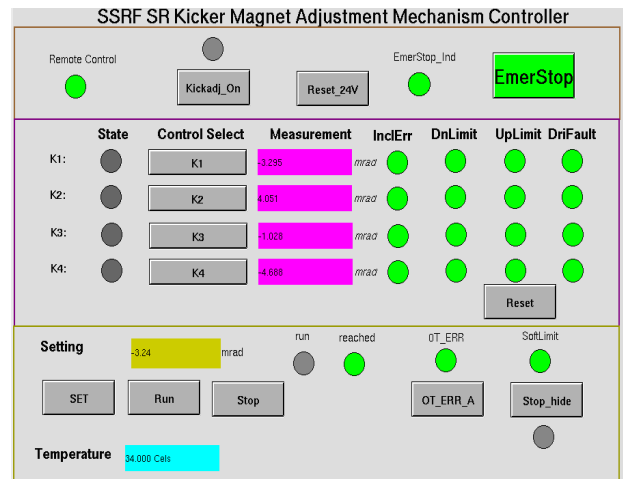 SSRF SR Kicker Magnet Adjustment Mechanism Controller
Remote Control
Kickadj_On
Reset_24V
EmerStop_Ind
EmerStop
State Control Select Measurement InclErr DnLimit UpLimit DriFault
K1: K1 -3.295 mrad
K2: K2 4.051 mrad
K3: K3 -1.028 mrad
K4: K4 -4.688 mrad
Reset
Setting -3.24 mrad run reached OT_ERR SoftLimit
SET Run Stop OT_ERR_A Stop_hide
Temperature 34.000 Cels